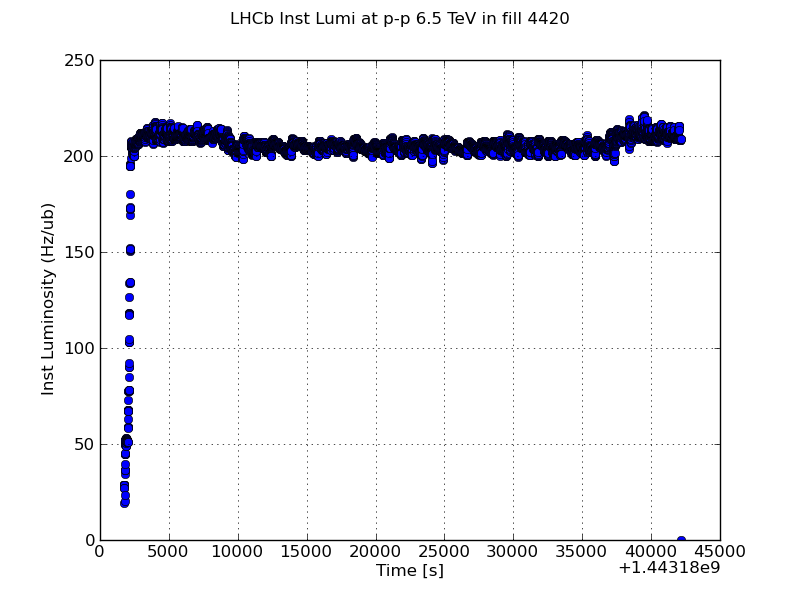 LHCb Inst Lumi at p-p 6.5 TeV in fill 4420
250
200
150
100
50
0
Inst Luminosity (Hz/ub)
0 5000 10000 15000 20000 25000 30000 35000 40000 45000
Time [s]
+1.44318e9